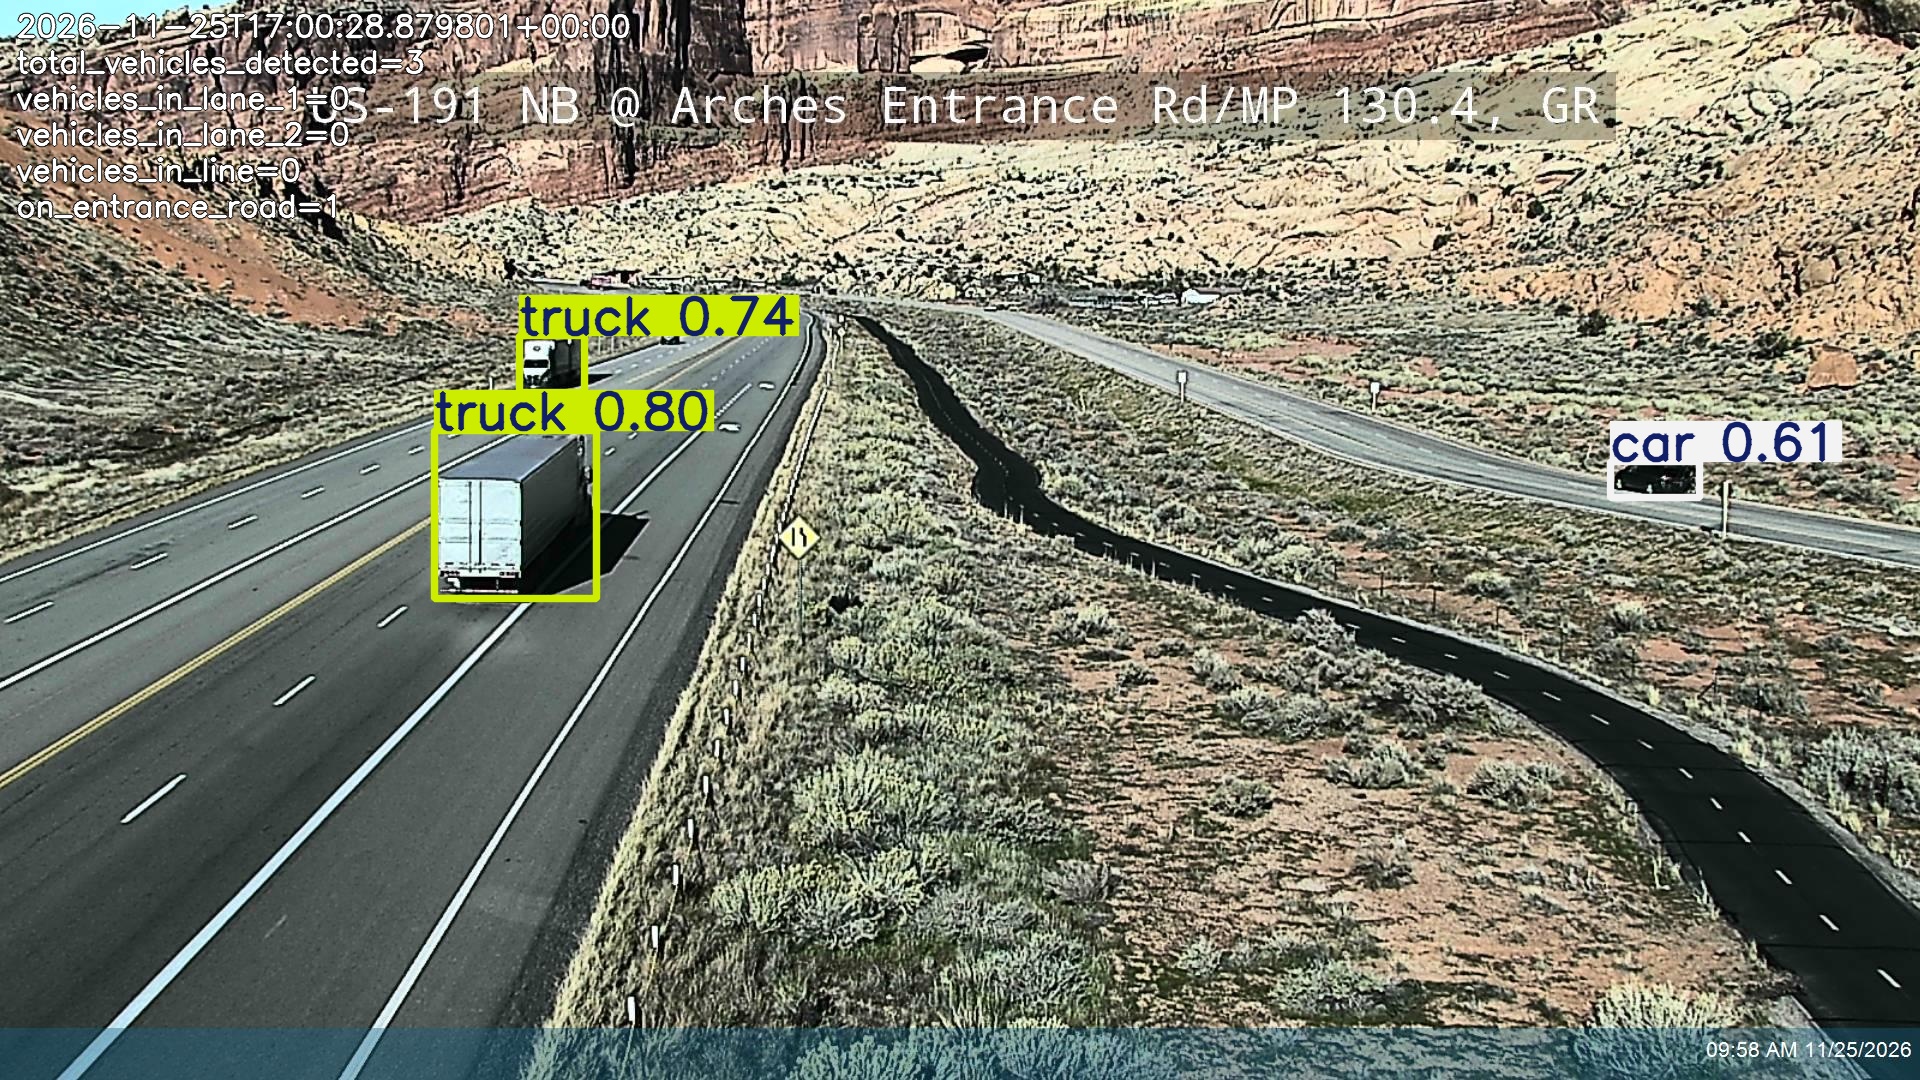 2026-11-25T17:00:28.879801+00:00
total_vehicles_detected=3
vehicles_in_lane_1=0
US-191 NB @ Arches Entrance Rd/MP 130.4, GR
vehicles_in_lane_2=0
vehicles_in_line=0
on_entrance_road=1
truck 0.74
truck 0.80
car 0.61
09:58 AM 11/25/2026